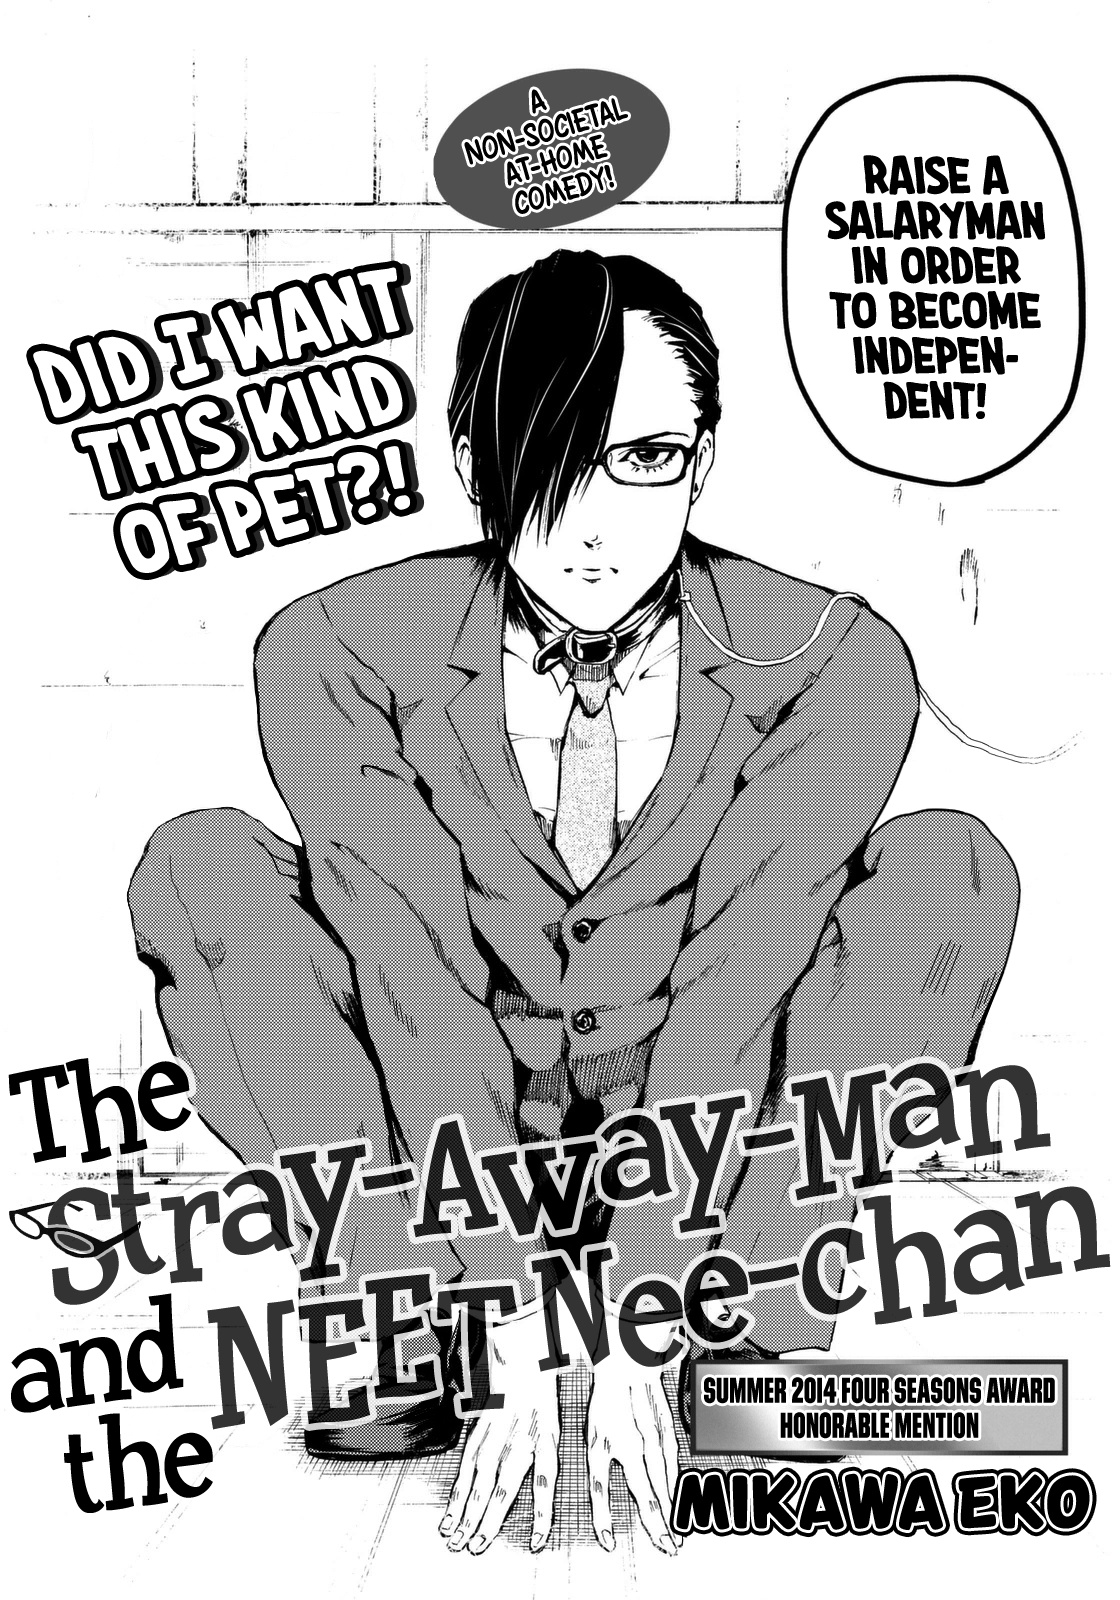 A
NON-SOCIETAL
AT-HOME
COMEDY!
RAISE A
SALARYMAN
IN ORDER
TO BECOME
INDEPEN-
DENT!
DID I WANT
THIS KIND
OF PET?!
The
Stray-Away-Man
and the NEET Nee-chan
SUMMER 2014 FOUR SEASONS AWARD
HONORABLE MENTION
MIKAWA EKO